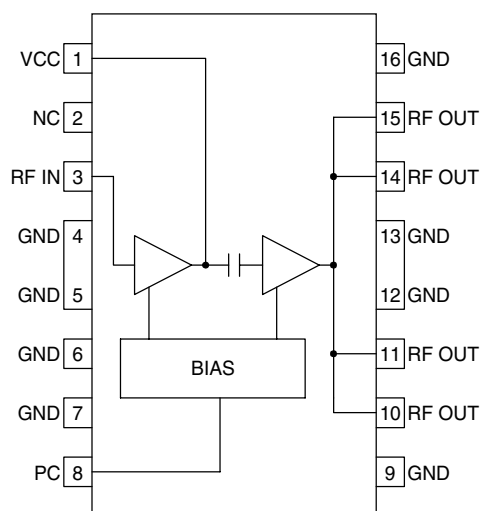 VCC 1
16 GND
NC 2
15 RF OUT
RF IN 3
14 RF OUT
GND 4
13 GND
GND 5
12 GND
GND 6
11 RF OUT
BIAS
GND 7
10 RF OUT
PC 8
9 GND